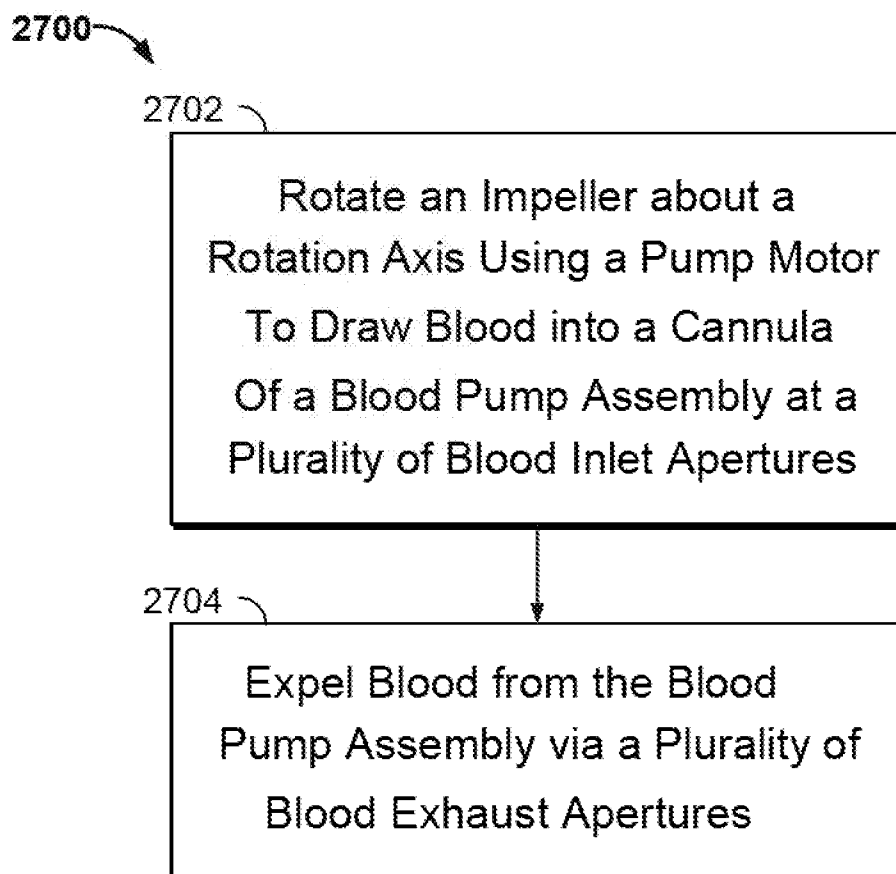 2700
2702
Rotate an Impeller about a
Rotation Axis Using a Pump Motor
To Draw Blood into a Cannula
Of a Blood Pump Assembly at a
Plurality of Blood Inlet Apertures
2704
Expel Blood from the Blood
Pump Assembly via a Plurality of
Blood Exhaust Apertures